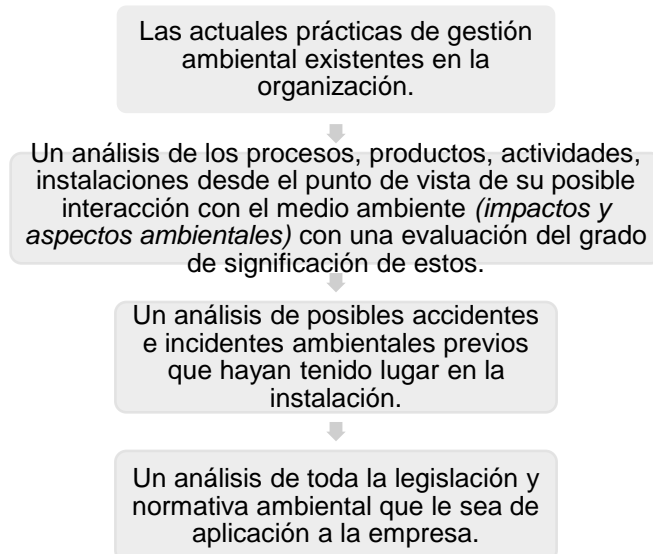 Las actuales prácticas de gestión
ambiental existentes en la
organización.
Un análisis de los procesos, productos, actividades,
instalaciones desde el punto de vista de su posible
interacción con el medio ambiente (impactos y
aspectos ambientales) con una evaluación del grado
de significación de estos.
Un análisis de posibles accidentes
e incidentes ambientales previos
que hayan tenido lugar en la
instalación.
Un análisis de toda la legislación y
normativa ambiental que le sea de
aplicación a la empresa.